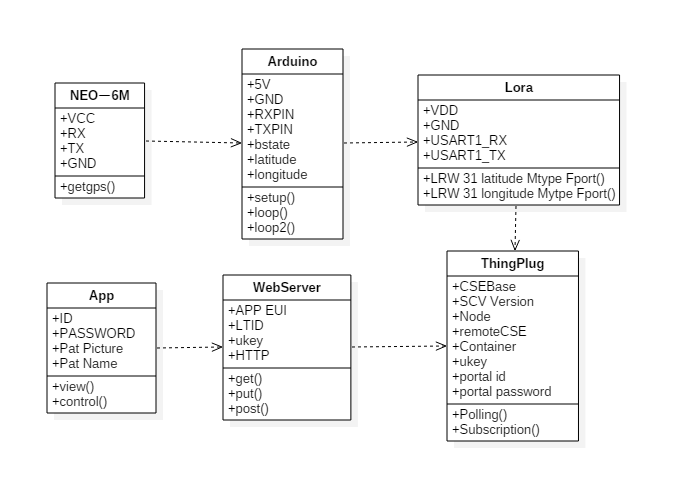 NEO－6M
+VCC
+RX
+TX
+GND
+getgps()
Arduino
+5V
+GND
+RXPIN
+TXPIN
+bstate
+latitude
+longitude
+setup()
+loop()
+loop2()
Lora
+VDD
+GND
+USART1_RX
+USART1_TX
+LRW 31 latitude Mtype Fport()
+LRW 31 longitude Mytpe Fport()
App
+ID
+PASSWORD
+Pat Picture
+Pat Name
+view()
+control()
WebServer
+APP EUI
+LTID
+ukey
+HTTP
+get()
+put()
+post()
ThingPlug
+CSEBase
+SCV Version
+Node
+remoteCSE
+Container
+ukey
+portal id
+portal password
+Polling()
+Subscription()